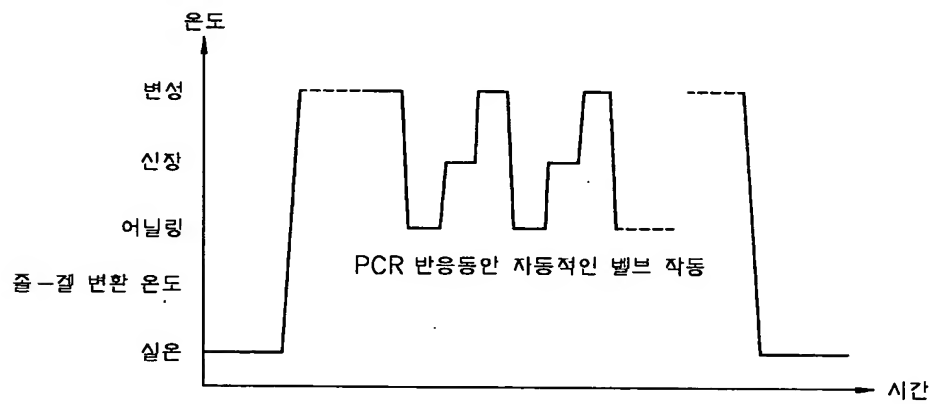 온도
변성
신장
어닐링
PCR 반응동안 자동적인 벨브 작동
졸-겔 변환 온도
실온
시간